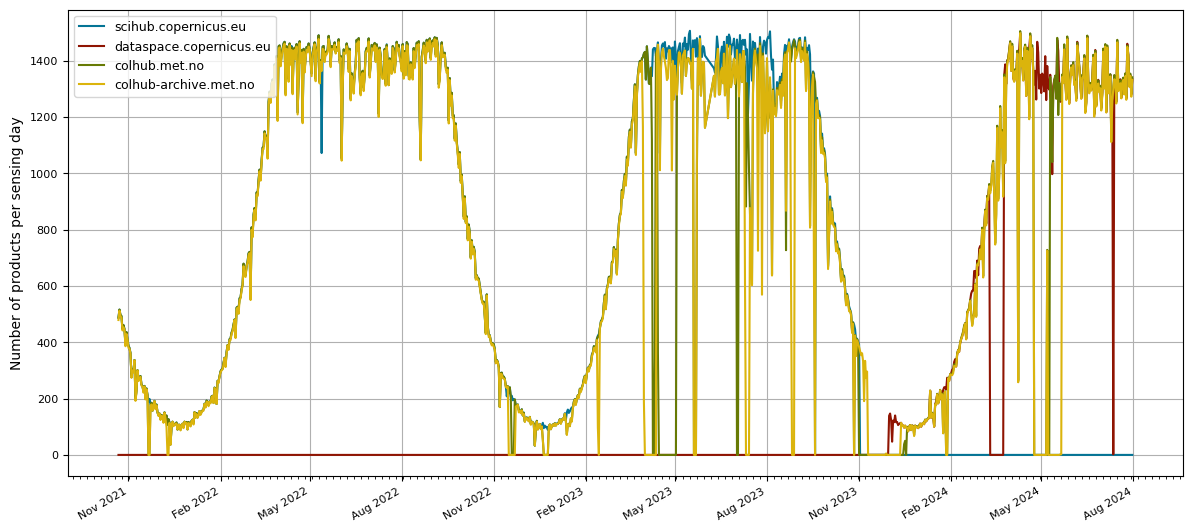 scihub.copernicus.eu
dataspace.copernicus.eu
colhub.met.no
colhub-archive.met.no
Number of products per sensing day
1400
1200
1000
800
600
400
200
0
Nov 2021
Feb 2022
May 2022
Aug 2022
Nov 2022
Feb 2023
May 2023
Aug 2023
Nov 2023
Feb 2024
May 2024
Aug 2024